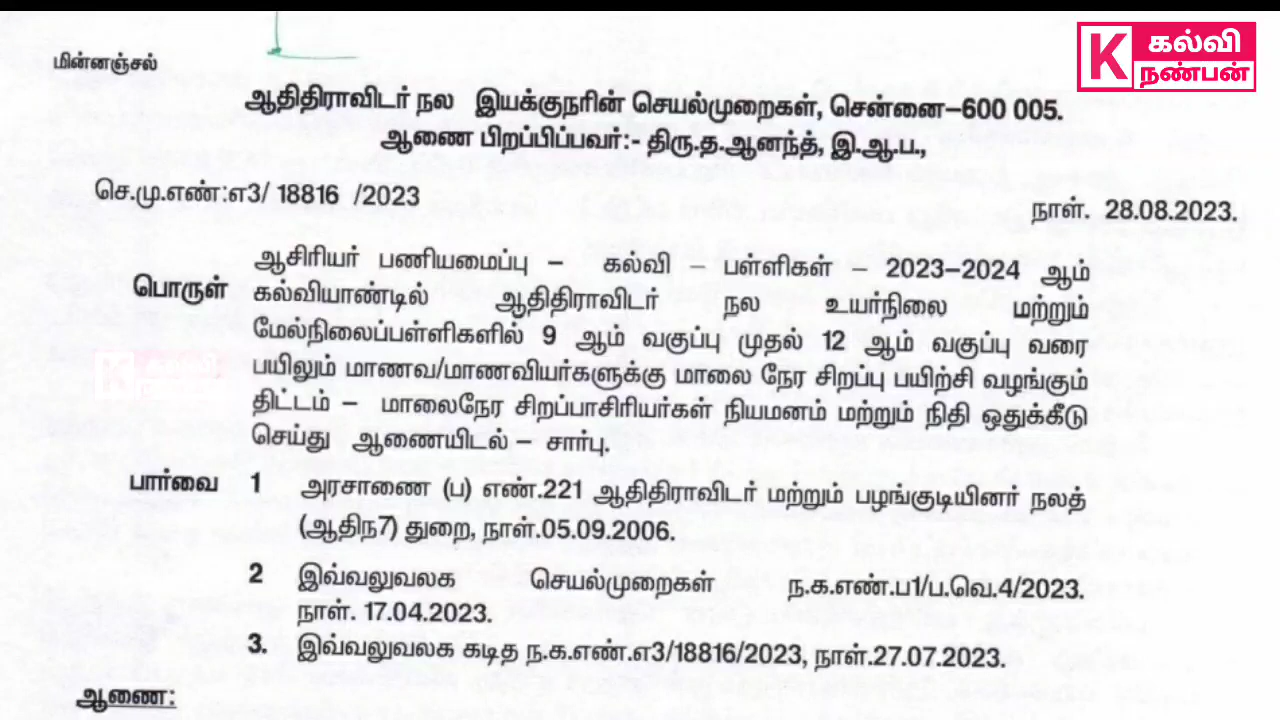 மின்னஞ்சல்
K கல்வி
நண்பன்
ஆதிதிராவிடர் நல இயக்குநரின் செயல்முறைகள், சென்னை–600 005.
ஆணை பிறப்பிப்பவர்:- திரு.த.ஆனந்த், இ.ஆ.ப.,
செ.மு.எண்:எ3/ 18816 /2023
நாள். 28.08.2023.
பொருள்
ஆசிரியர் பணியமைப்பு – கல்வி – பள்ளிகள் – 2023–2024 ஆம்
கல்வியாண்டில் ஆதிதிராவிடர் நல உயர்நிலை மற்றும்
மேல்நிலைப்பள்ளிகளில் 9 ஆம் வகுப்பு முதல் 12 ஆம் வகுப்பு வரை
பயிலும் மாணவ/மாணவியர்களுக்கு மாலை நேர சிறப்பு பயிற்சி வழங்கும்
திட்டம் – மாலைநேர சிறப்பாசிரியர்கள் நியமனம் மற்றும் நிதி ஒதுக்கீடு
செய்து ஆணையிடல் – சார்பு.
பார்வை 1 அரசாணை (ப) எண்.221 ஆதிதிராவிடர் மற்றும் பழங்குடியினர் நலத்
(ஆதிந7) துறை, நாள்.05.09.2006.
2 இவ்வலுவலக செயல்முறைகள் ந.க.எண்.ப1/ப.வெ.4/2023.
நாள். 17.04.2023.
3. இவ்வலுவலக கடித ந.க.எண்.எ3/18816/2023, நாள்.27.07.2023.
ஆணை: